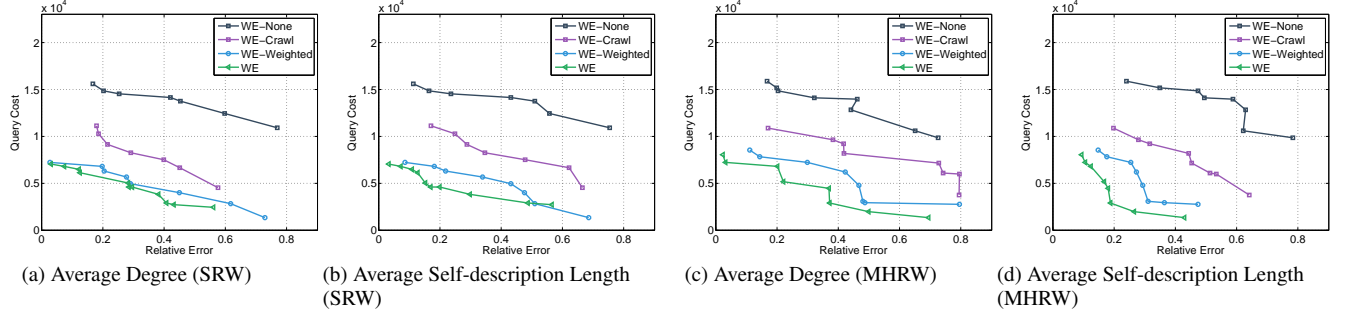 x 10^4
2
1.5
1
0.5
0
Query Cost
0 0.2 0.4 0.6 0.8
Relative Error
WE-None
WE-Crawl
WE-Weighted
WE
(a) Average Degree (SRW)
x 10^4
2
1.5
1
0.5
0
Query Cost
0 0.2 0.4 0.6 0.8
Relative Error
WE-None
WE-Crawl
WE-Weighted
WE
(b) Average Self-description Length
(SRW)
x 10^4
2
1.5
1
0.5
0
Query Cost
0 0.2 0.4 0.6 0.8
Relative Error
WE-None
WE-Crawl
WE-Weighted
WE
(c) Average Degree (MHRW)
x 10^4
2
1.5
1
0.5
0
Query Cost
0 0.2 0.4 0.6 0.8
Relative Error
WE-None
WE-Crawl
WE-Weighted
WE
(d) Average Self-description Length
(MHRW)